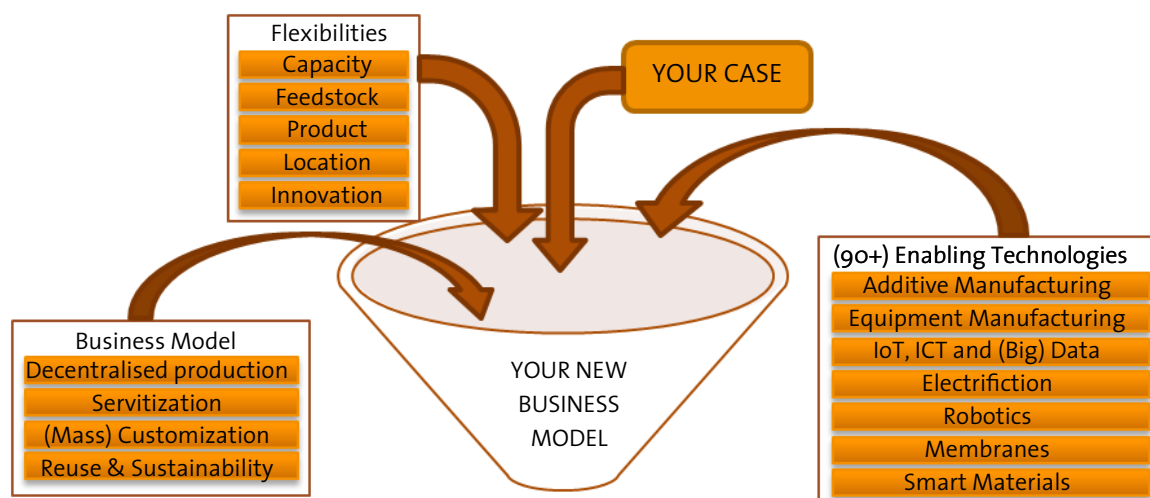 Flexibilities
Capacity
Feedstock
Product
Location
Innovation
YOUR CASE
Business Model
Decentralised production
Servitization
(Mass) Customization
Reuse & Sustainability
YOUR NEW
BUSINESS
MODEL
(90+) Enabling Technologies
Additive Manufacturing
Equipment Manufacturing
IoT, ICT and (Big) Data
Electrifiction
Robotics
Membranes
Smart Materials